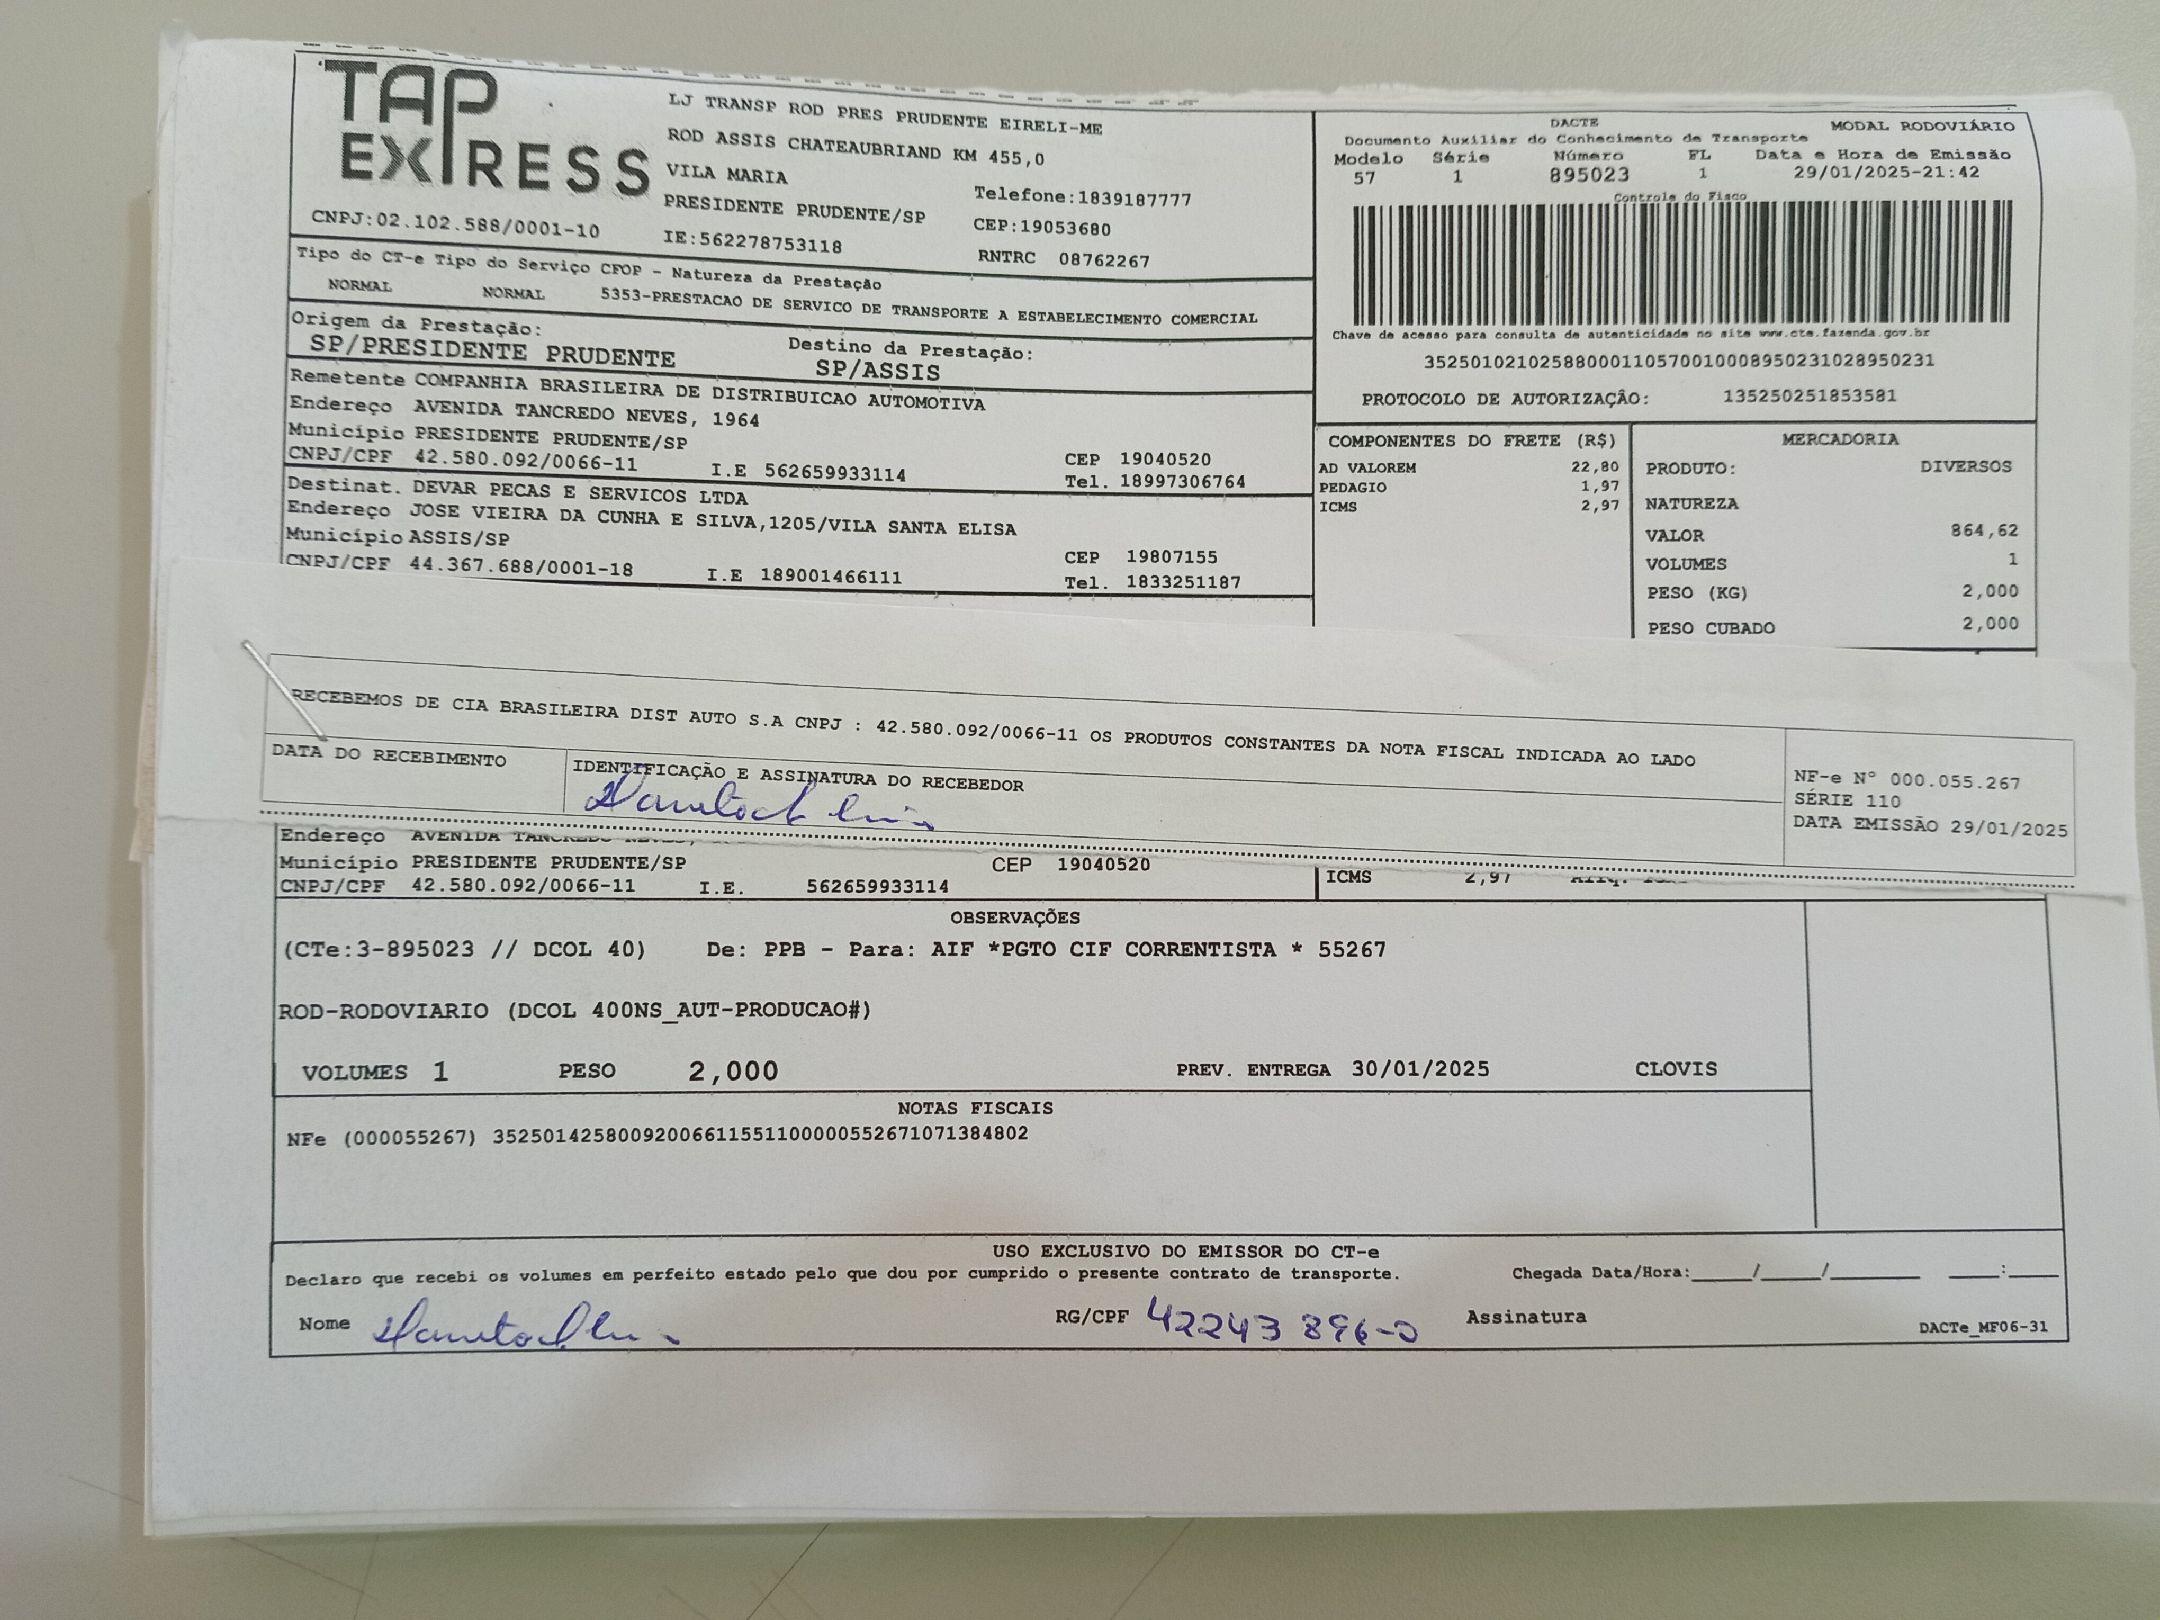 TAP
EXPRESS
LJ TRANSP ROD PRES PRUDENTE EIRELI-ME
ROD ASSIS CHATEAUBRIAND KM 455,0
VILA MARIA
PRESIDENTE PRUDENTE/SP
Telefone:1839187777
CEP:19053680
CNPJ:02.102.588/0001-10
IE:562278753118
RNTRC 08762267
DACTE
MODAL RODOVIÁRIO
Documento Auxiliar do Conhecimento de Transporte
Modelo Série Número FL Data e Hora de Emissão
57 1 895023 1 29/01/2025-21:42
Controle do Fisco
Chave de acesso para consulta de autenticidade no site www.cte.fazenda.gov.br
35250102102588000110570010008950231028950231
PROTOCOLO DE AUTORIZAÇÃO: 135250251853581
Tipo do CT-e Tipo do Serviço CFOP - Natureza da Prestação
NORMAL NORMAL 5353-PRESTACAO DE SERVICO DE TRANSPORTE A ESTABELECIMENTO COMERCIAL
Origem da Prestação: Destino da Prestação:
SP/PRESIDENTE PRUDENTE SP/ASSIS
Remetente COMPANHIA BRASILEIRA DE DISTRIBUICAO AUTOMOTIVA
Endereço AVENIDA TANCREDO NEVES, 1964
Município PRESIDENTE PRUDENTE/SP CEP 19040520
CNPJ/CPF 42.580.092/0066-11 I.E 562659933114 Tel. 18997306764
Destinat. DEVAR PECAS E SERVICOS LTDA
Endereço JOSE VIEIRA DA CUNHA E SILVA,1205/VILA SANTA ELISA
Município ASSIS/SP CEP 19807155
CNPJ/CPF 44.367.688/0001-18 I.E 189001466111 Tel. 1833251187
COMPONENTES DO FRETE (R$)
AD VALOREM 22,80
PEDAGIO 1,97
ICMS 2,97
MERCADORIA
PRODUTO: DIVERSOS
NATUREZA
VALOR 864,62
VOLUMES 1
PESO (KG) 2,000
PESO CUBADO 2,000
RECEBEMOS DE CIA BRASILEIRA DIST AUTO S.A CNPJ : 42.580.092/0066-11 OS PRODUTOS CONSTANTES DA NOTA FISCAL INDICADA AO LADO
DATA DO RECEBIMENTO
IDENTIFICAÇÃO E ASSINATURA DO RECEBEDOR
NF-e N° 000.055.267
SÉRIE 110
DATA EMISSÃO 29/01/2025
Endereço AVENIDA TANCREDO
Município PRESIDENTE PRUDENTE/SP CEP 19040520
CNPJ/CPF 42.580.092/0066-11 I.E. 562659933114
ICMS 2,97
OBSERVAÇÕES
(CTe:3-895023 // DCOL 40) De: PPB - Para: AIF *PGTO CIF CORRENTISTA * 55267
ROD-RODOVIARIO (DCOL 400NS_AUT-PRODUCAO#)
VOLUMES 1 PESO 2,000 PREV. ENTREGA 30/01/2025 CLOVIS
NOTAS FISCAIS
NFe (000055267) 35250142580092006611551100000552671071384802
USO EXCLUSIVO DO EMISSOR DO CT-e
Declaro que recebi os volumes em perfeito estado pelo que dou por cumprido o presente contrato de transporte. Chegada Data/Hora:____/____/______ ___:___
Nome RG/CPF 42243896-0 Assinatura
DACTe_MF06-31